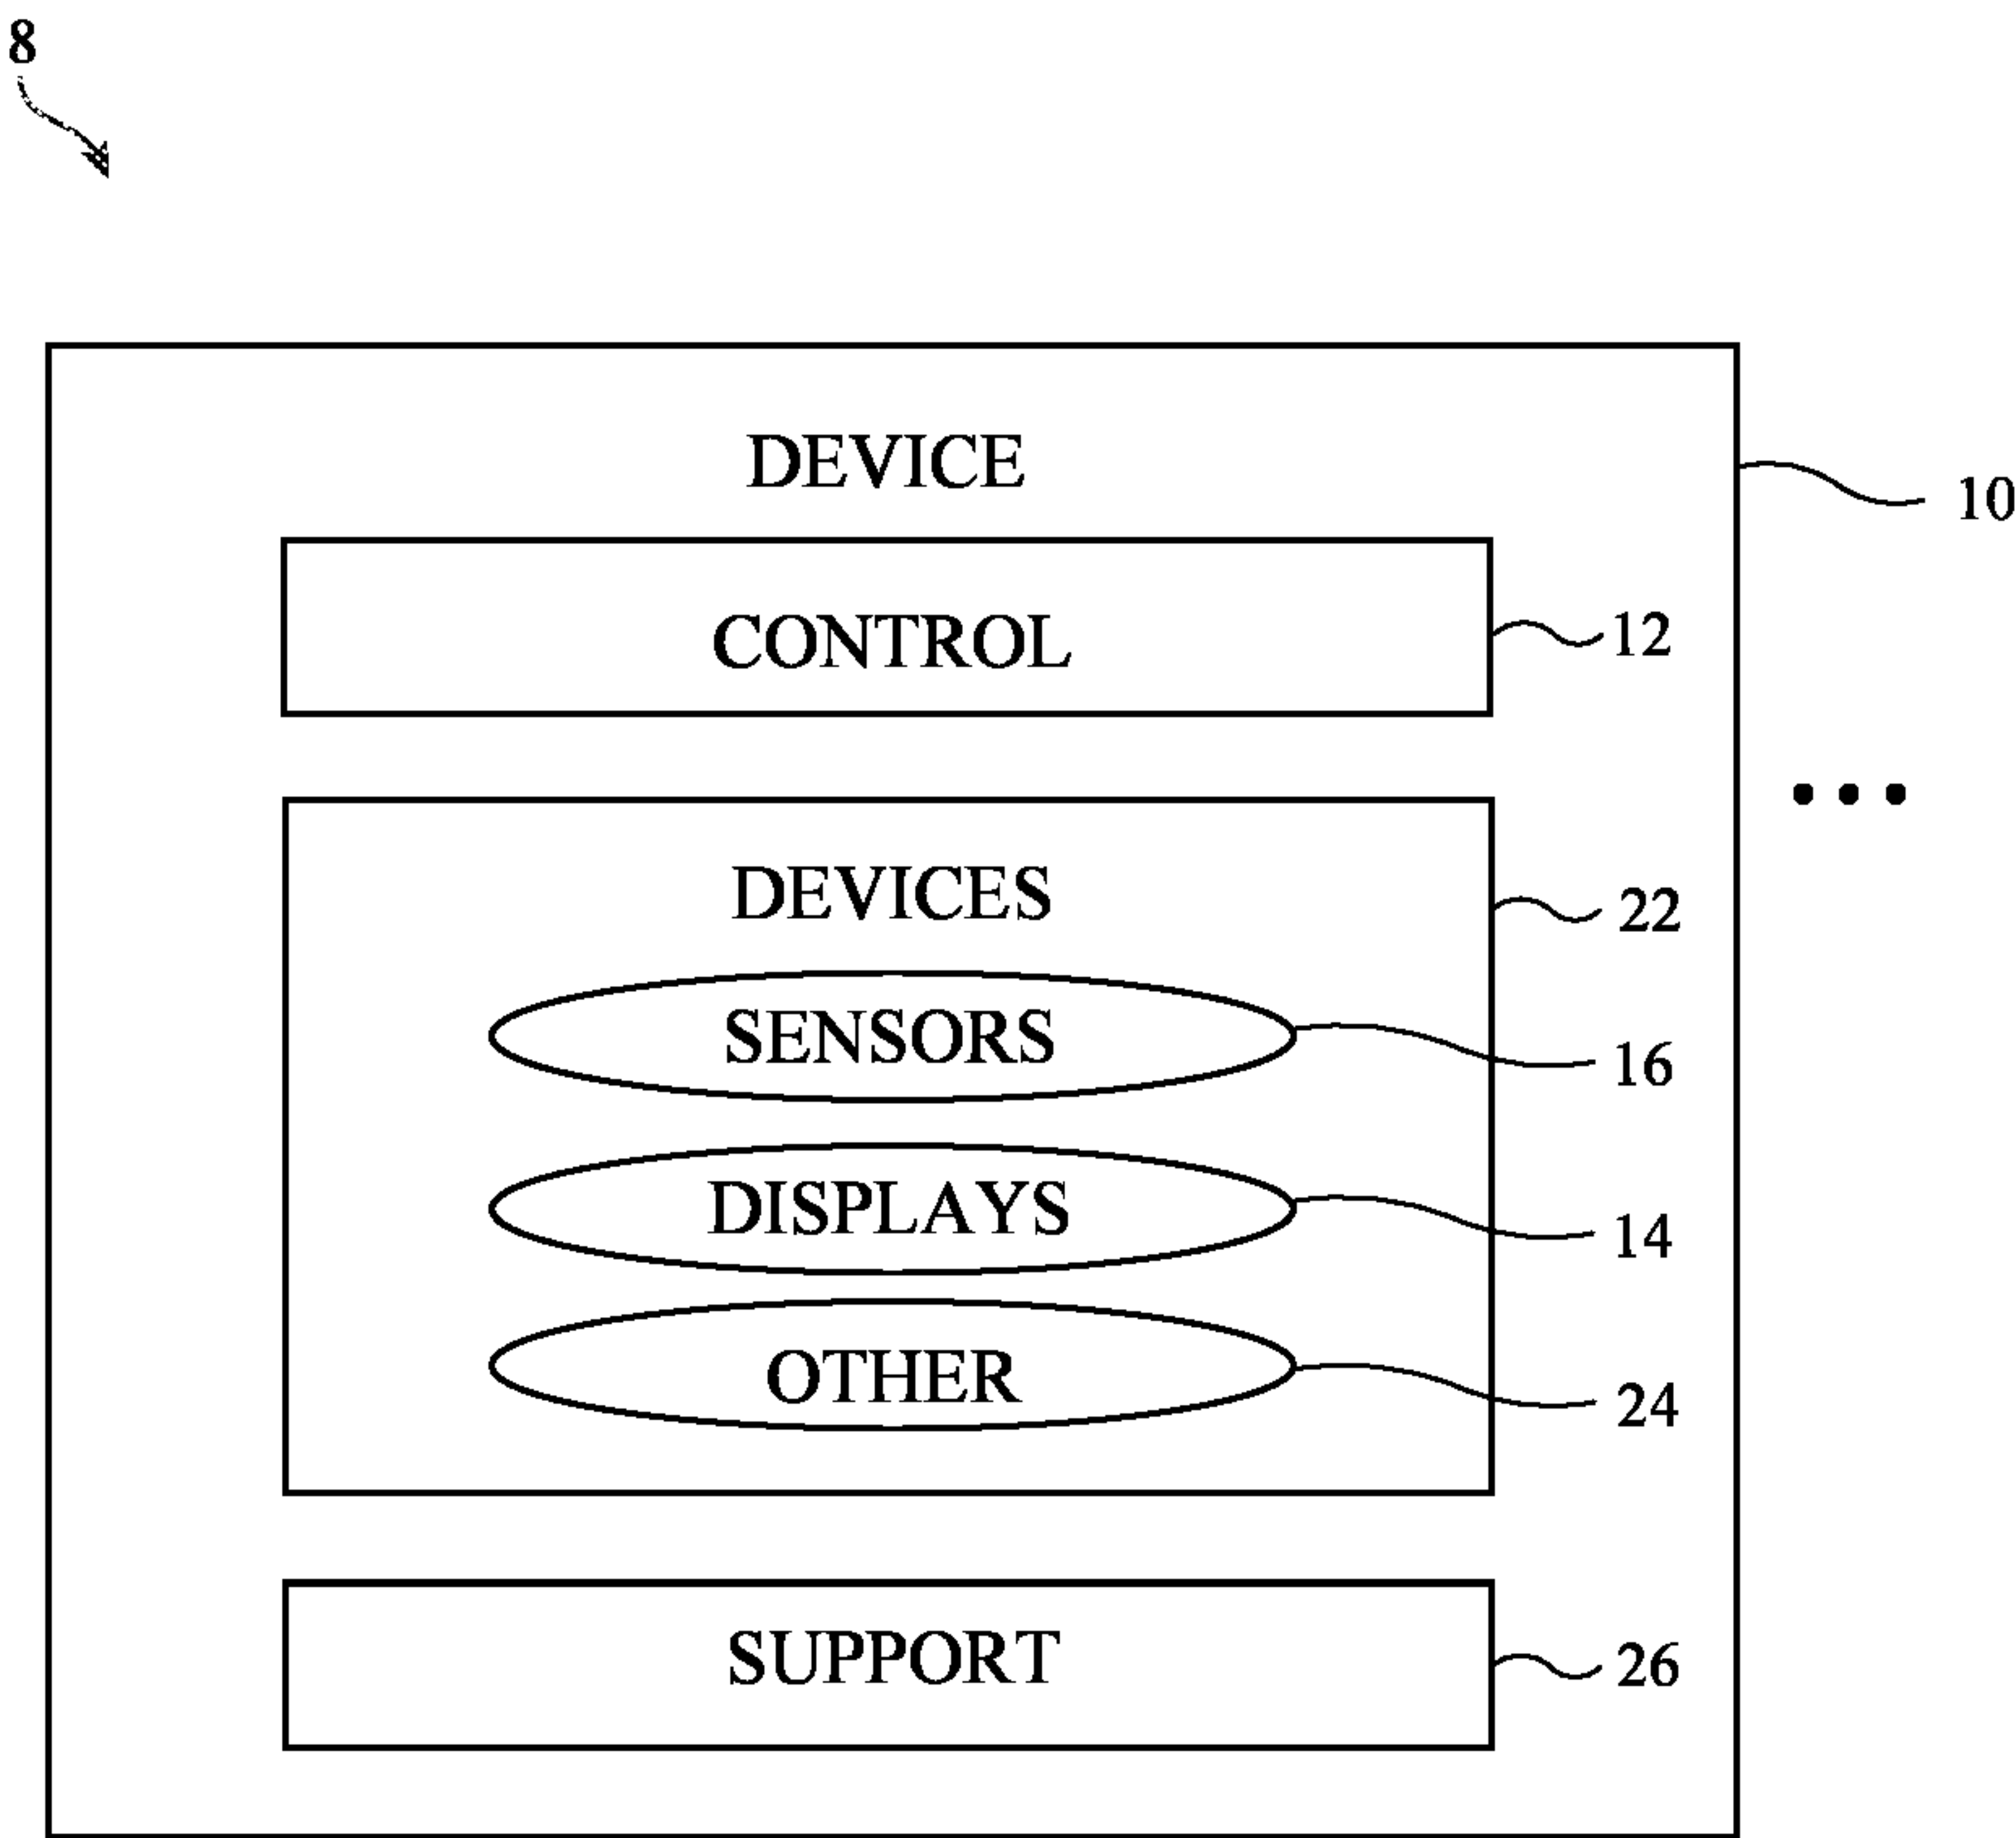 8
DEVICE
10
CONTROL
12
DEVICES
22
SENSORS
16
DISPLAYS
14
OTHER
24
SUPPORT
26